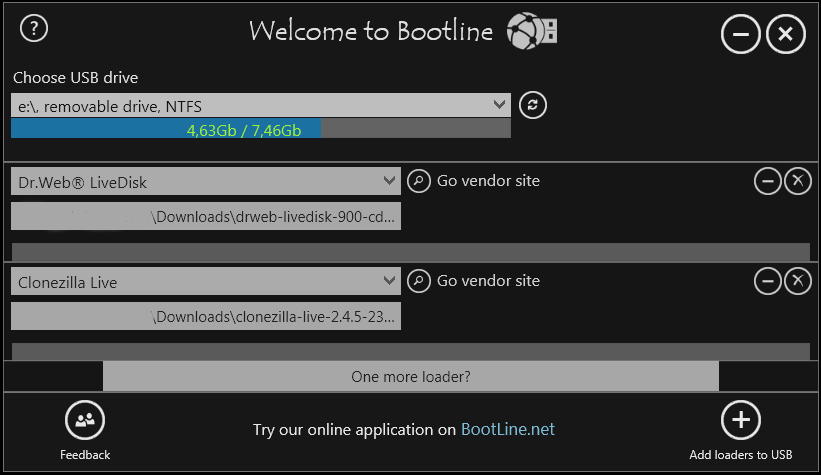 ?
Welcome to Bootline
Choose USB drive
e:\, removable drive, NTFS
4,63Gb / 7,46Gb
Dr.Web® LiveDisk
Go vendor site
\Downloads\drweb-livedisk-900-cd...
Clonezilla Live
Go vendor site
\Downloads\clonezilla-live-2.4.5-23...
One more loader?
Try our online application on BootLine.net
Feedback
Add loaders to USB